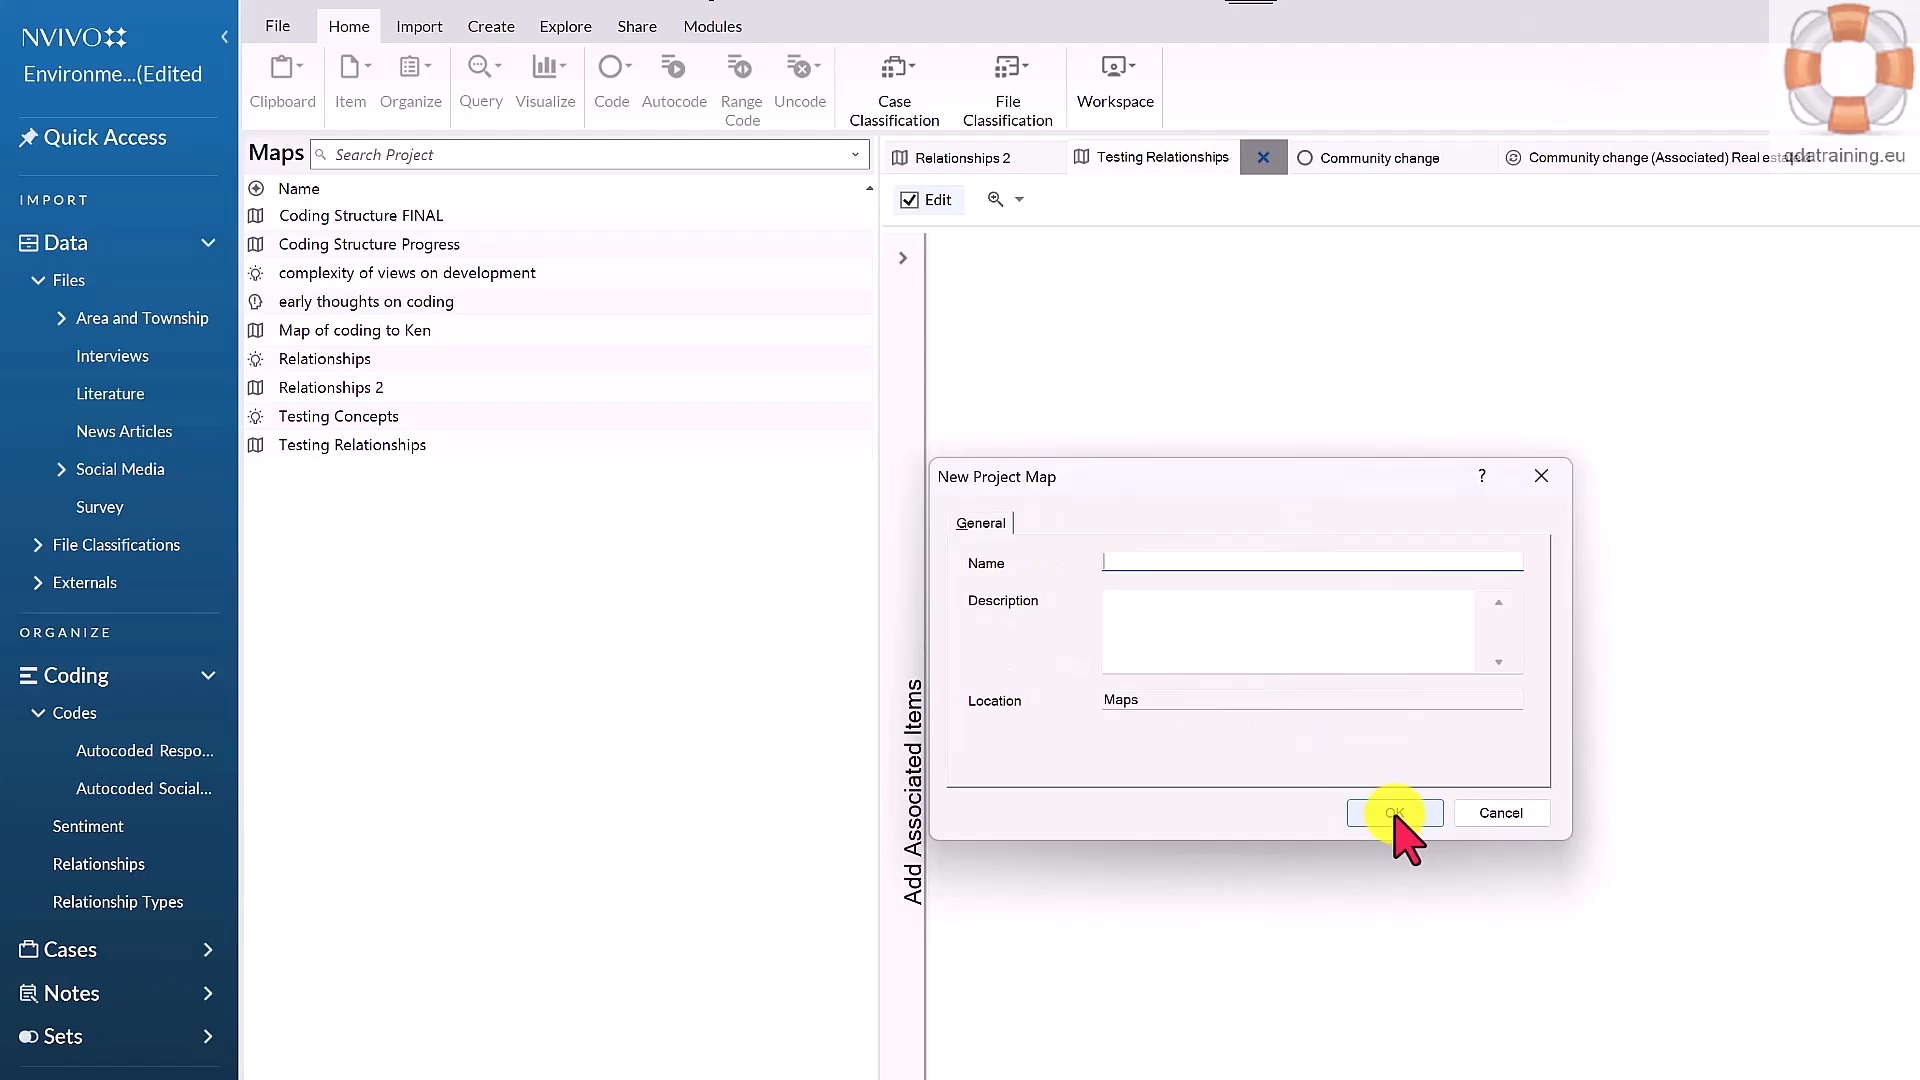 NVIVO
Environme...(Edited
Quick Access
IMPORT
Data
Files
Area and Township
Interviews
Literature
News Articles
Social Media
Survey
File Classifications
Externals
ORGANIZE
Coding
Codes
Autocoded Respo...
Autocoded Social...
Sentiment
Relationships
Relationship Types
Cases
Notes
Sets
File Home Import Create Explore Share Modules
Clipboard Item Organize Query Visualize Code Autocode Range Code Uncode Case Classification File Classification Workspace
Maps Search Project
Name
Coding Structure FINAL
Coding Structure Progress
complexity of views on development
early thoughts on coding
Map of coding to Ken
Relationships
Relationships 2
Testing Concepts
Testing Relationships
Relationships 2 Testing Relationships Community change Community change (Associated) Real
qdatraining.eu
Edit
Add Associated Items
New Project Map ?
General
Name
Description
Location Maps
OK Cancel